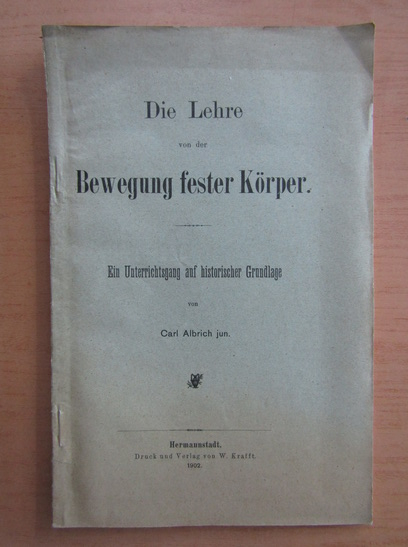 Die Lehre
von der
Bewegung fester Körper.
Ein Unterrichtsgang auf historischer Grundlage
von
Carl Albrich jun.
Hermannstadt.
Druck und Verlag von W. Krafft.
1902.